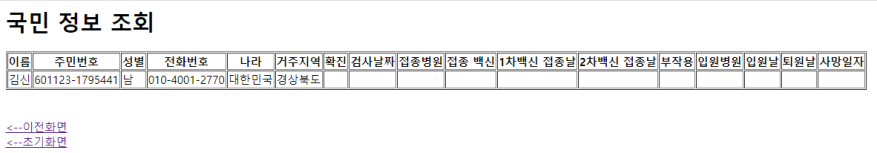 국민 정보 조회
이름 주민번호 성별 전화번호 나라 거주지역 확진 검사날짜 접종병원 접종 백신 1차백신 접종날 2차백신 접종날 부작용 입원병원 입원날 퇴원날 사망일자
김신 601123-1795441 남 010-4001-2770 대한민국 경상북도
<--이전화면
<--초기화면